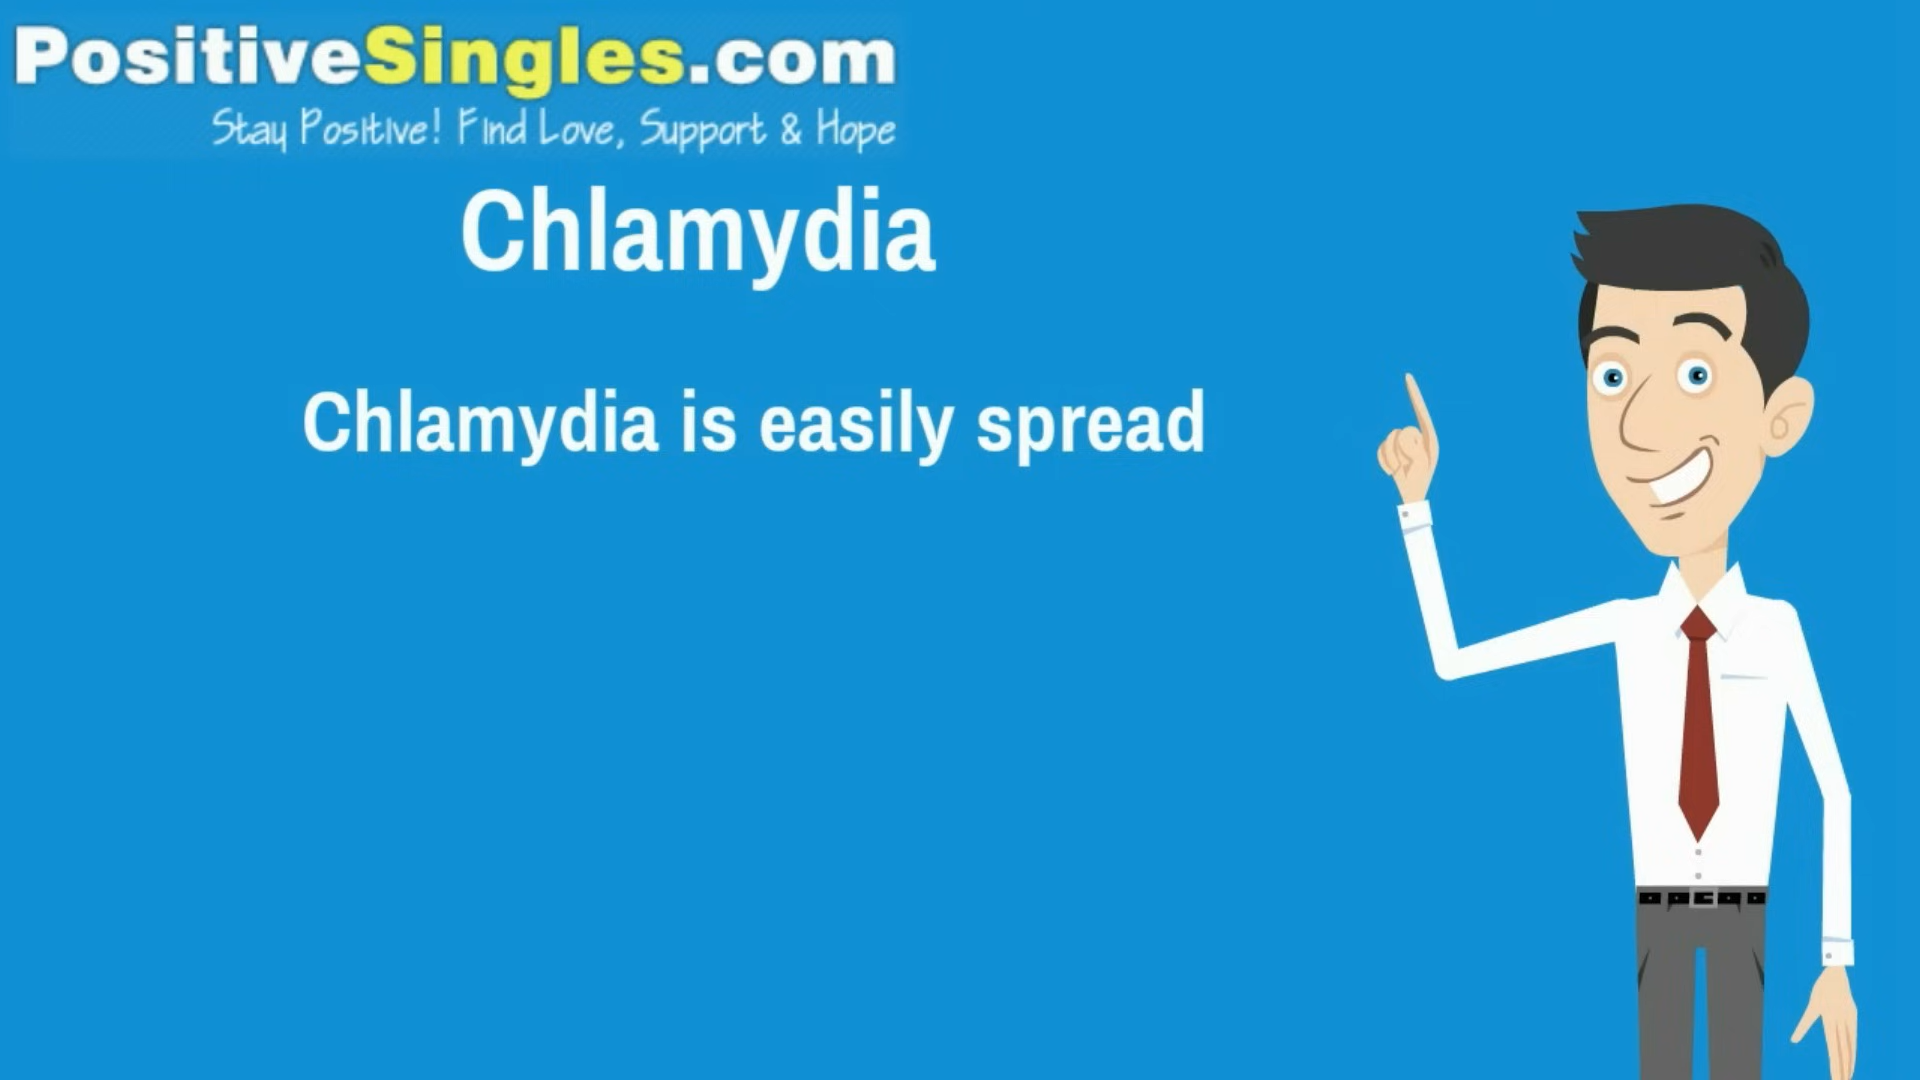 PositiveSingles.com
Stay Positive! Find Love, Support & Hope
Chlamydia
Chlamydia is easily spread